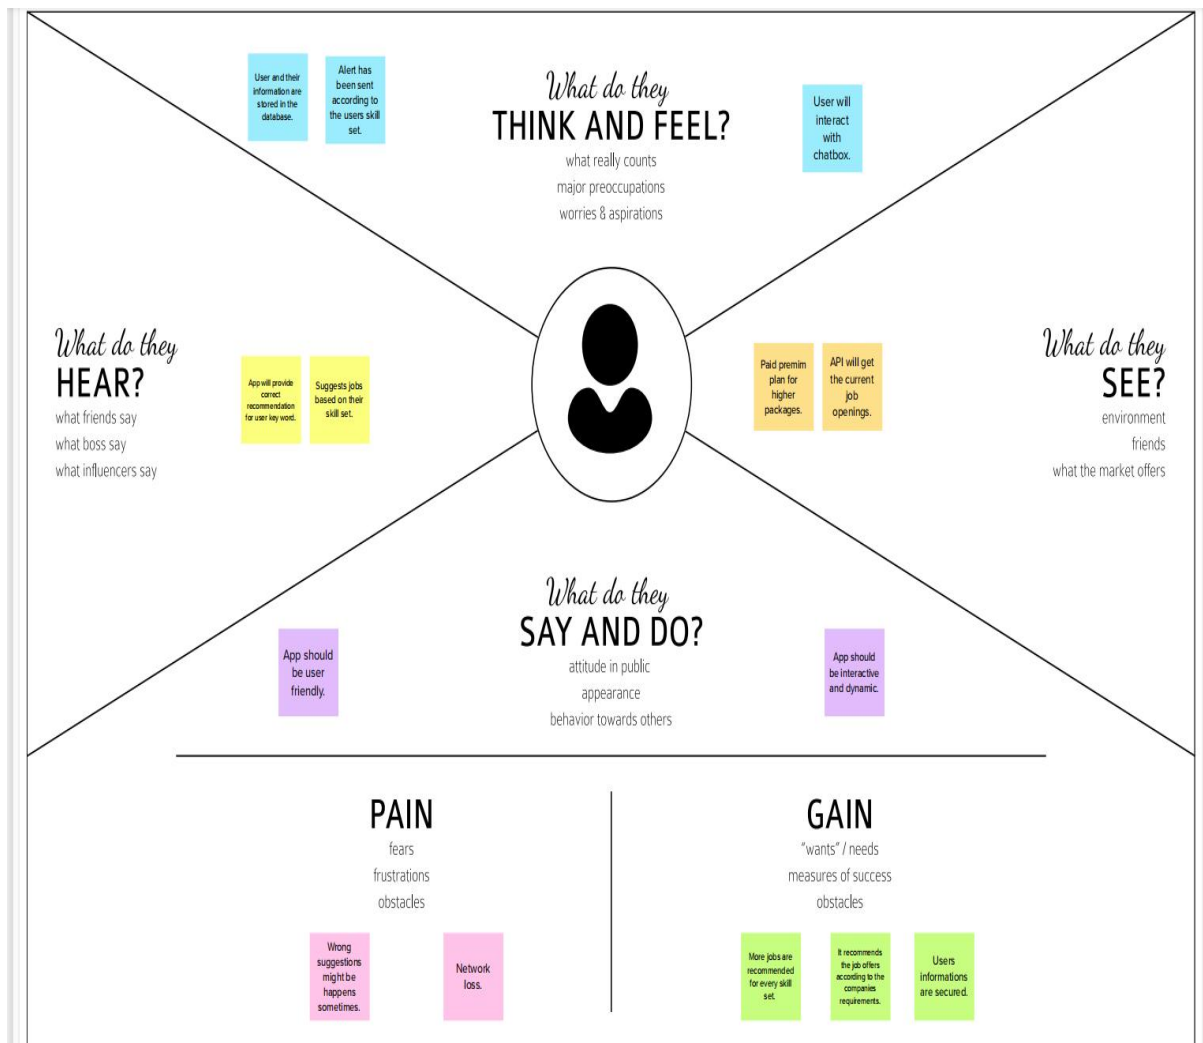 User and their
information are
stored in the
database.
Alert has
been sent
according to
the users skill
set.
What do they
THINK AND FEEL?
what really counts
major preoccupations
worries & aspirations
User will
interact
with
chatbox.
What do they
HEAR?
what friends say
what boss say
what influencers say
App will provide
correct
recommendation
for user key word.
Suggests jobs
based on their
skill set.
Paid premim
plan for
higher
packages.
API will get
the current
job
openings.
What do they
SEE?
environment
friends
what the market offers
What do they
SAY AND DO?
attitude in public
appearance
behavior towards others
App should
be user
friendly.
App should
be interactive
and dynamic.
PAIN
fears
frustrations
obstacles
Wrong
suggestions
might be
happens
sometimes.
Network
loss.
GAIN
"wants" / needs
measures of success
obstacles
More jobs are
recommended
for every skill
set.
It recommends
the job offers
according to the
companies
requirements.
Users
informations
are secured.